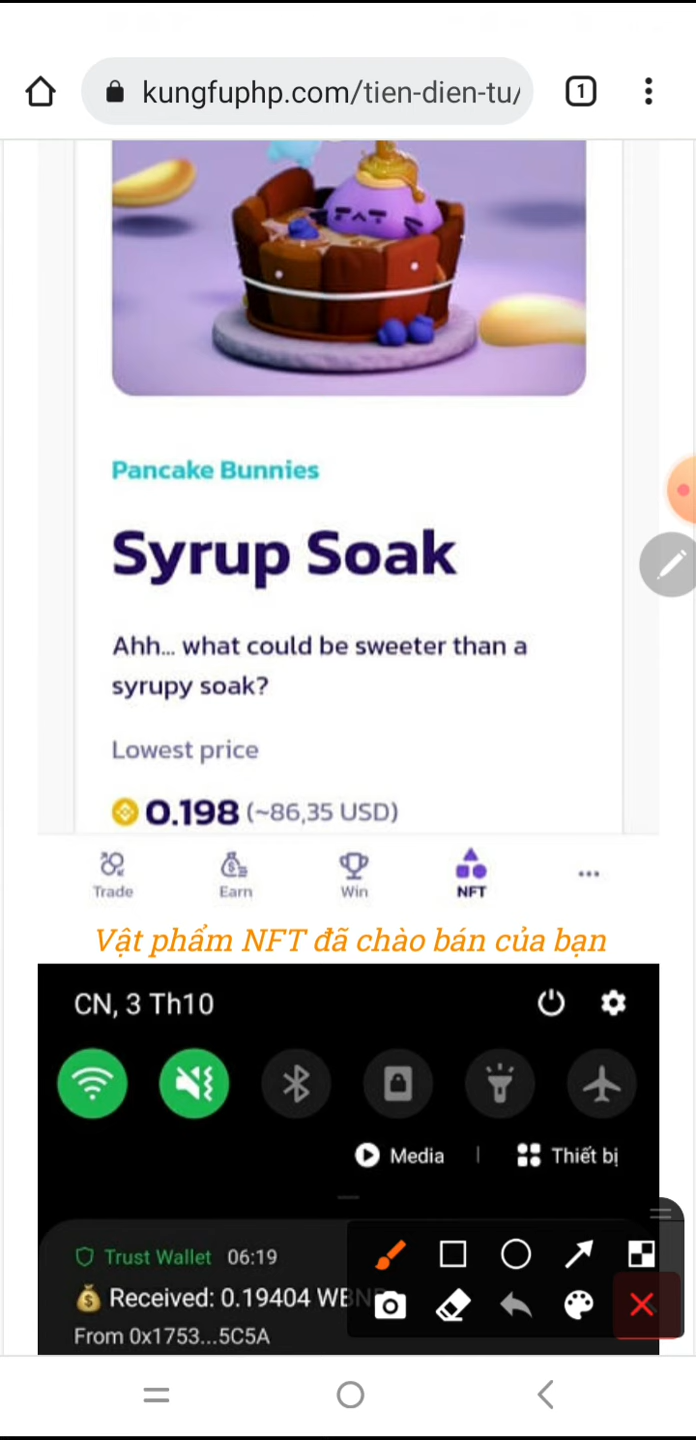 1
kungfuphp.com/tien-dien-tu/
Pancake Bunnies
Syrup Soak
Ahh... what could be sweeter than a
syrupy soak?
Lowest price
0.198 (~86,35 USD)
Trade Earn Win NFT
Vật phẩm NFT đã chào bán của bạn
CN, 3 Th10
Media | Thiết bị
Trust Wallet 06:19
Received: 0.19404 WBN
From 0x1753...5C5A